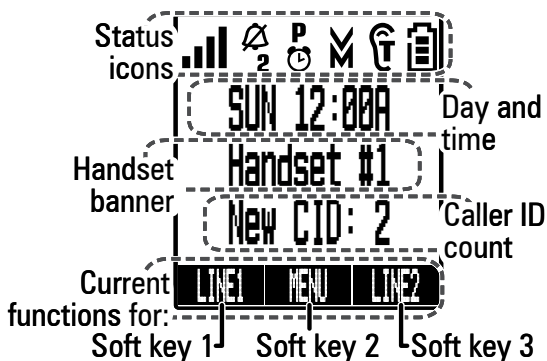 Status icons
2
P
T
SUN 12:00A
Day and time
Handset banner
Handset #1
New CID: 2
Caller ID count
Current functions for:
LINE1 MENU LINE2
Soft key 1 Soft key 2 Soft key 3